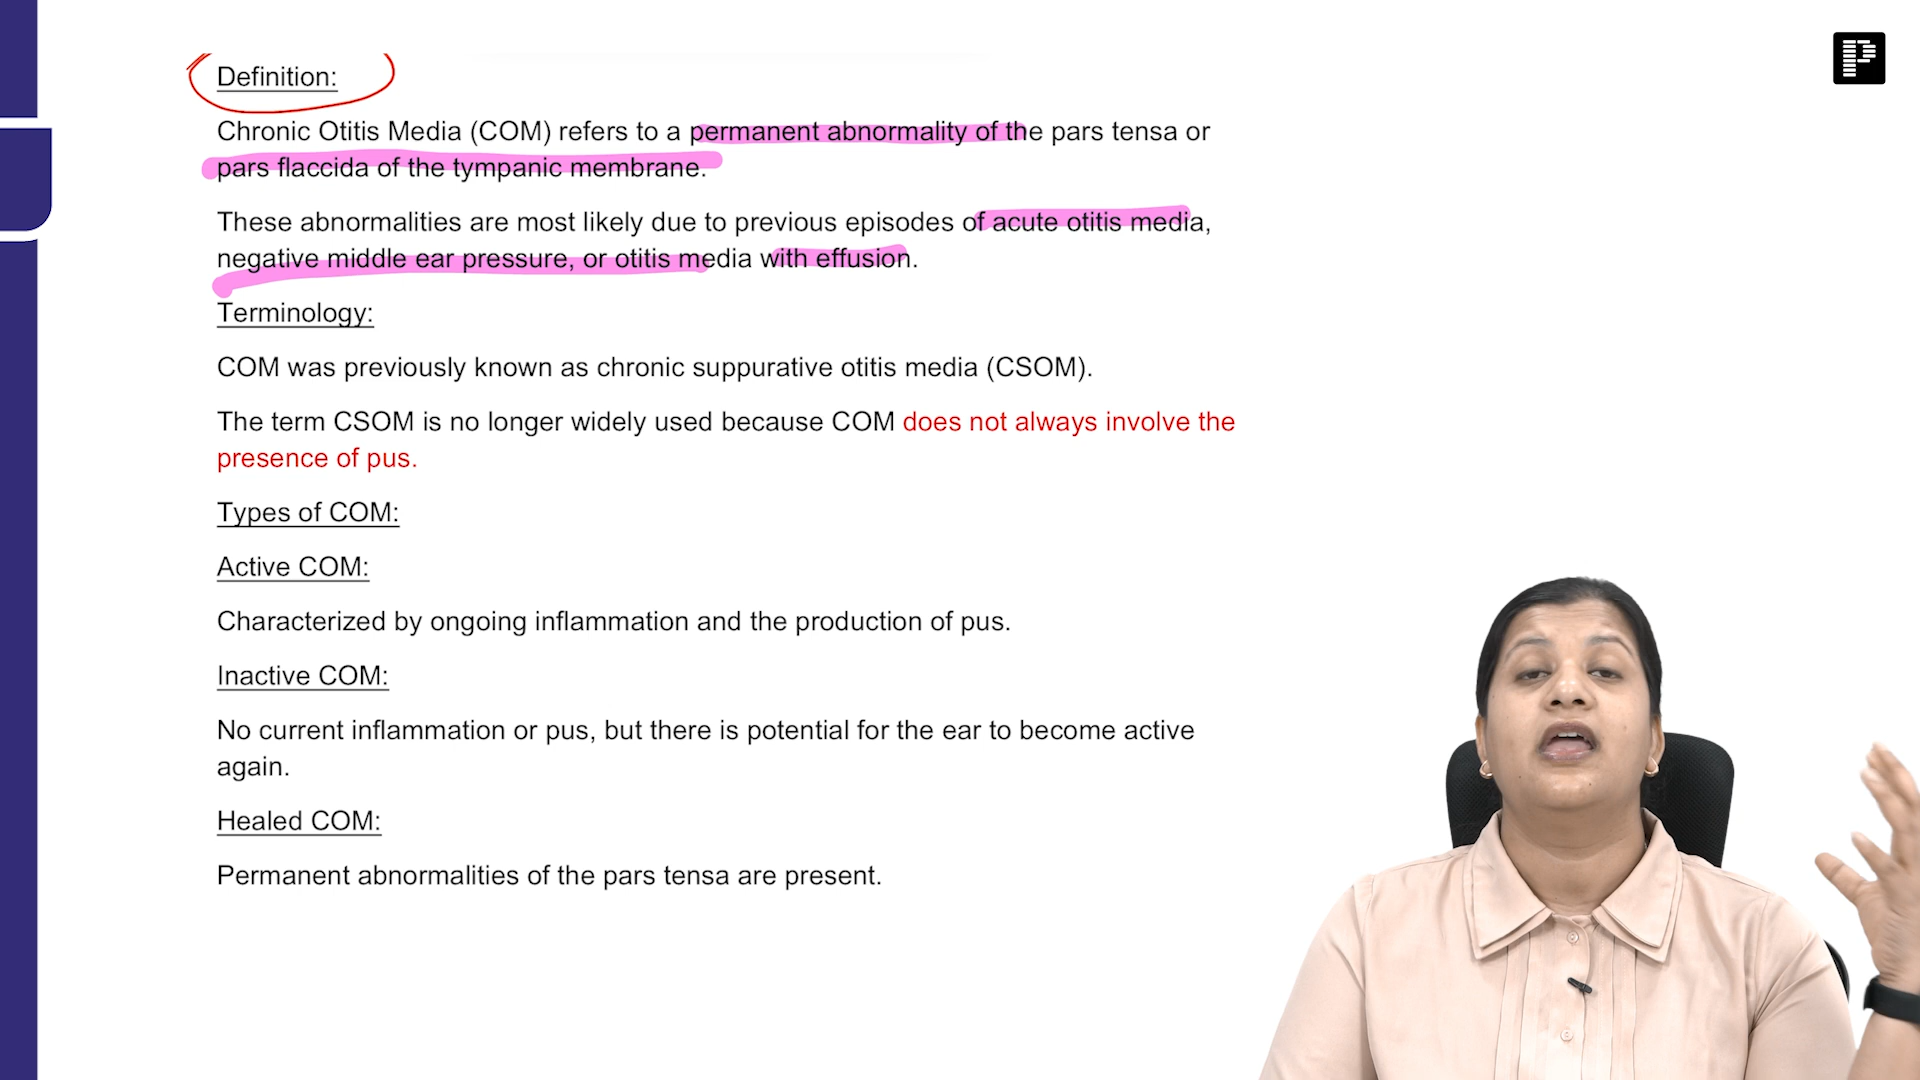 Definition:
Chronic Otitis Media (COM) refers to a permanent abnormality of the pars tensa or
pars flaccida of the tympanic membrane.
These abnormalities are most likely due to previous episodes of acute otitis media,
negative middle ear pressure, or otitis media with effusion.
Terminology:
COM was previously known as chronic suppurative otitis media (CSOM).
The term CSOM is no longer widely used because COM does not always involve the
presence of pus.
Types of COM:
Active COM:
Characterized by ongoing inflammation and the production of pus.
Inactive COM:
No current inflammation or pus, but there is potential for the ear to become active
again.
Healed COM:
Permanent abnormalities of the pars tensa are present.